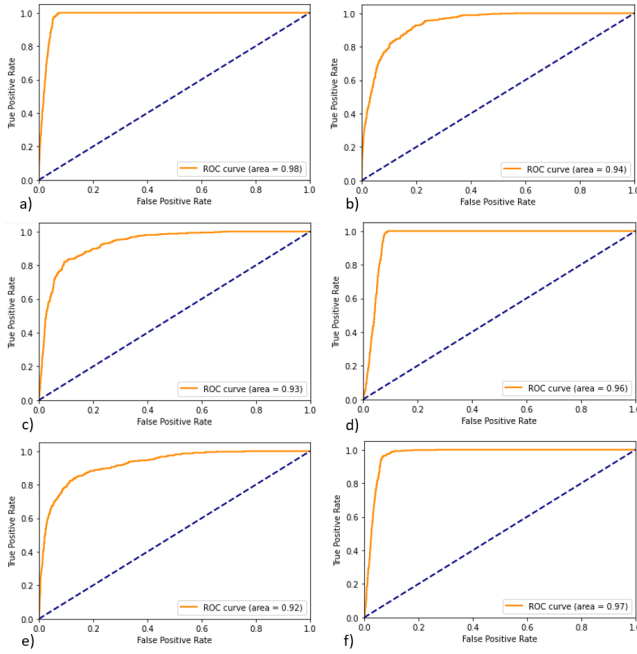 1.0
0.8
0.6
0.4
0.2
0.0
True Positive Rate
ROC curve (area = 0.98)
0.0 0.2 0.4 0.6 0.8 1.0
False Positive Rate
a)
1.0
0.8
0.6
0.4
0.2
0.0
True Positive Rate
ROC curve (area = 0.94)
0.0 0.2 0.4 0.6 0.8 1.0
False Positive Rate
b)
1.0
0.8
0.6
0.4
0.2
0.0
True Positive Rate
ROC curve (area = 0.93)
0.0 0.2 0.4 0.6 0.8 1.0
False Positive Rate
c)
1.0
0.8
0.6
0.4
0.2
0.0
True Positive Rate
ROC curve (area = 0.96)
0.0 0.2 0.4 0.6 0.8 1.0
False Positive Rate
d)
1.0
0.8
0.6
0.4
0.2
0.0
True Positive Rate
ROC curve (area = 0.92)
0.0 0.2 0.4 0.6 0.8 1.0
False Positive Rate
e)
1.0
0.8
0.6
0.4
0.2
0.0
True Positive Rate
ROC curve (area = 0.97)
0.0 0.2 0.4 0.6 0.8 1.0
False Positive Rate
f)